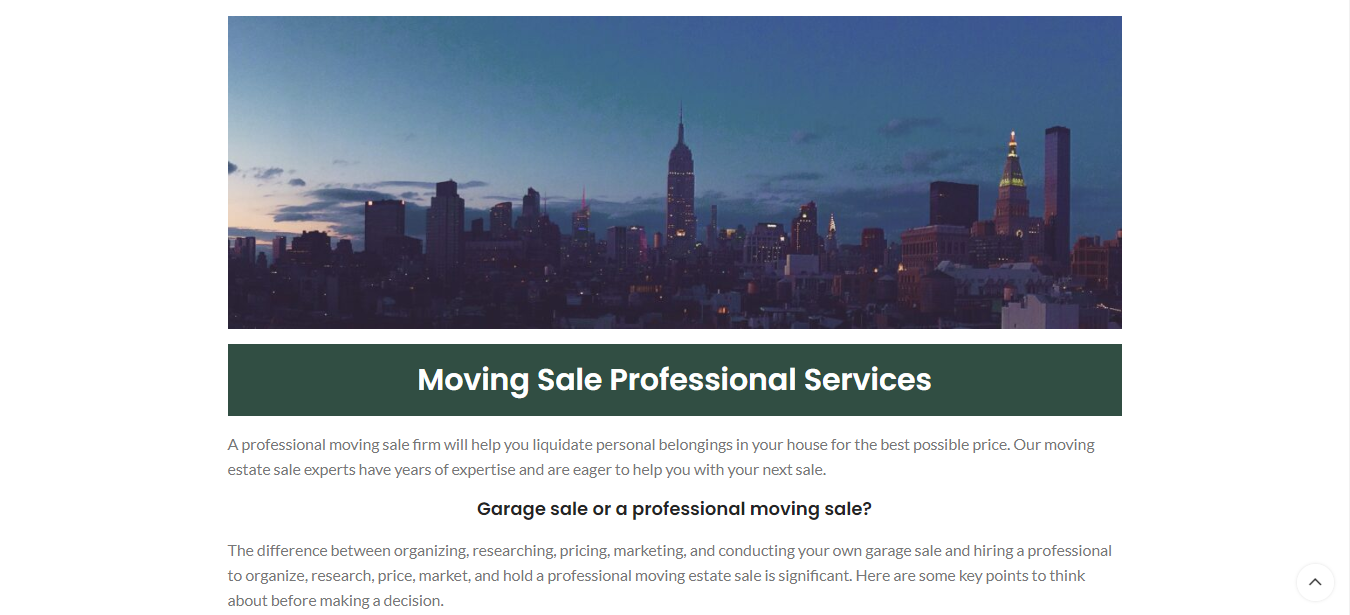 Moving Sale Professional Services
A professional moving sale firm will help you liquidate personal belongings in your house for the best possible price. Our moving
estate sale experts have years of expertise and are eager to help you with your next sale.
Garage sale or a professional moving sale?
The difference between organizing, researching, pricing, marketing, and conducting your own garage sale and hiring a professional
to organize, research, price, market, and hold a professional moving estate sale is significant. Here are some key points to think
about before making a decision.